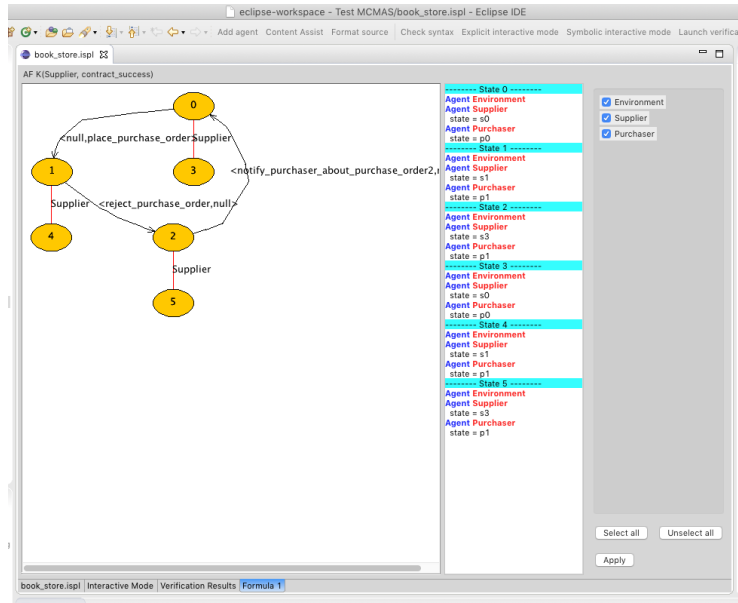 eclipse-workspace - Test MCMAS/book_store.ispl - Eclipse IDE
Add agent Content Assist Format source Check syntax Explicit interactive mode Symbolic interactive mode Launch verifica
book_store.ispl
AF K(Supplier, contract_success)
0
<null,place_purchase_order Supplier
1
3
<notify_purchaser_about_purchase_order2,
Supplier <reject_purchase_order,null>
4
2
Supplier
5
-------- State 0 --------
Agent Environment
Agent Supplier
state = s0
Agent Purchaser
state = p0
-------- State 1 --------
Agent Environment
Agent Supplier
state = s1
Agent Purchaser
state = p1
-------- State 2 --------
Agent Environment
Agent Supplier
state = s3
Agent Purchaser
state = p1
-------- State 3 --------
Agent Environment
Agent Supplier
state = s0
Agent Purchaser
state = p0
-------- State 4 --------
Agent Environment
Agent Supplier
state = s1
Agent Purchaser
state = p1
-------- State 5 --------
Agent Environment
Agent Supplier
state = s3
Agent Purchaser
state = p1
Environment
Supplier
Purchaser
Select all Unselect all
Apply
book_store.ispl Interactive Mode Verification Results Formula 1